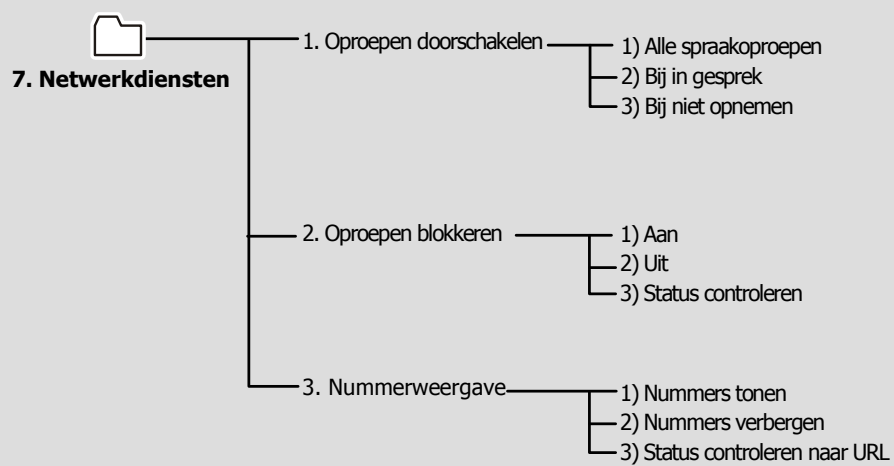 7. Netwerkdiensten
1. Oproepen doorschakelen
1) Alle spraakoproepen
2) Bij in gesprek
3) Bij niet opnemen
2. Oproepen blokkeren
1) Aan
2) Uit
3) Status controleren
3. Nummerweergave
1) Nummers tonen
2) Nummers verbergen
3) Status controleren naar URL